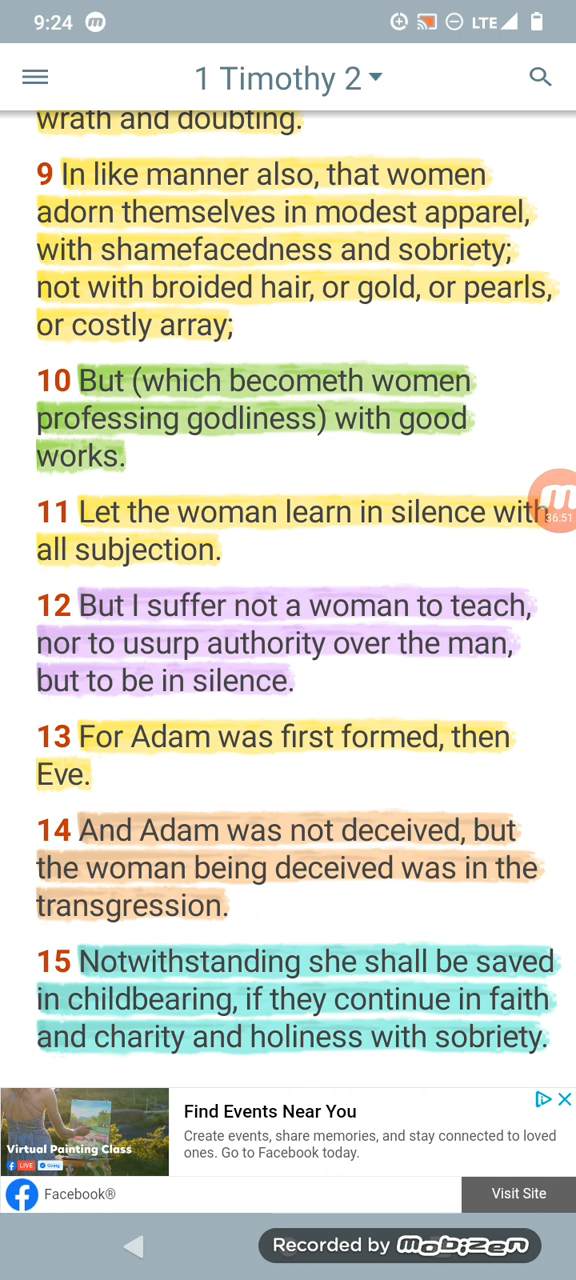 9:24 m LTE
1 Timothy 2
wrath and doubting.
9 In like manner also, that women
adorn themselves in modest apparel,
with shamefacedness and sobriety;
not with broided hair, or gold, or pearls,
or costly array;
10 But (which becometh women
professing godliness) with good
works.
11 Let the woman learn in silence with
all subjection.
m
36:51
12 But I suffer not a woman to teach,
nor to usurp authority over the man,
but to be in silence.
13 For Adam was first formed, then
Eve.
14 And Adam was not deceived, but
the woman being deceived was in the
transgression.
15 Notwithstanding she shall be saved
in childbearing, if they continue in faith
and charity and holiness with sobriety.
Virtual Painting Class
LIVE Going
Find Events Near You
Create events, share memories, and stay connected to loved
ones. Go to Facebook today.
Facebook®
Visit Site
Recorded by mobizen